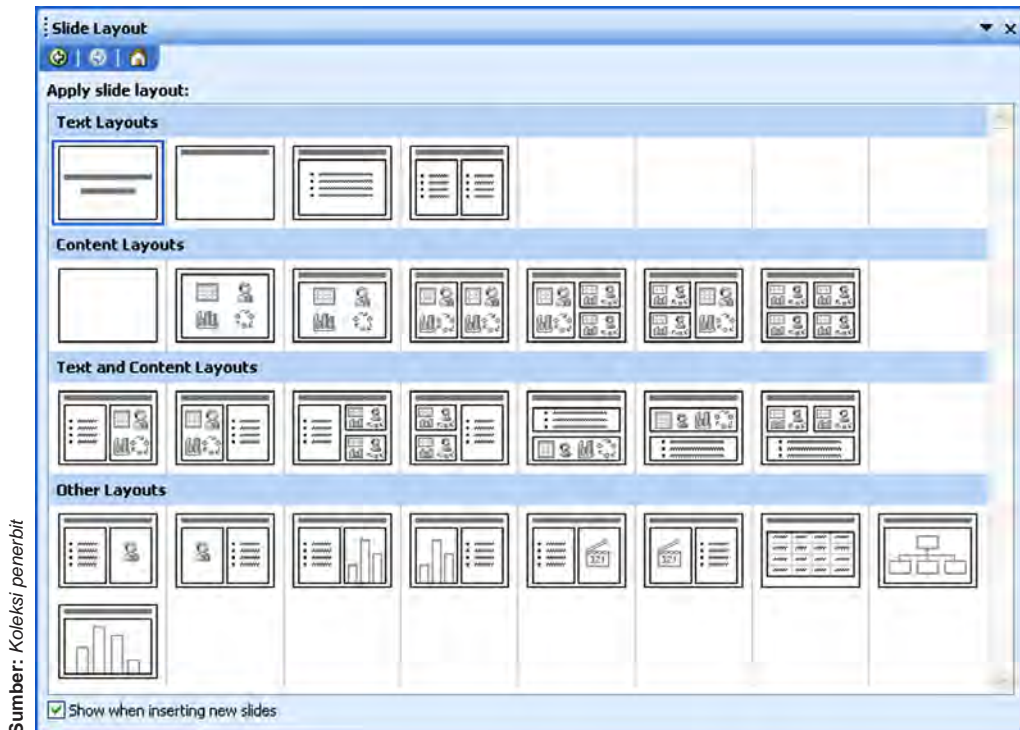 Slide Layout
Apply slide layout:
Text Layouts
Content Layouts
Text and Content Layouts
Other Layouts
Show when inserting new slides
Sumber: Koleksi penerbit